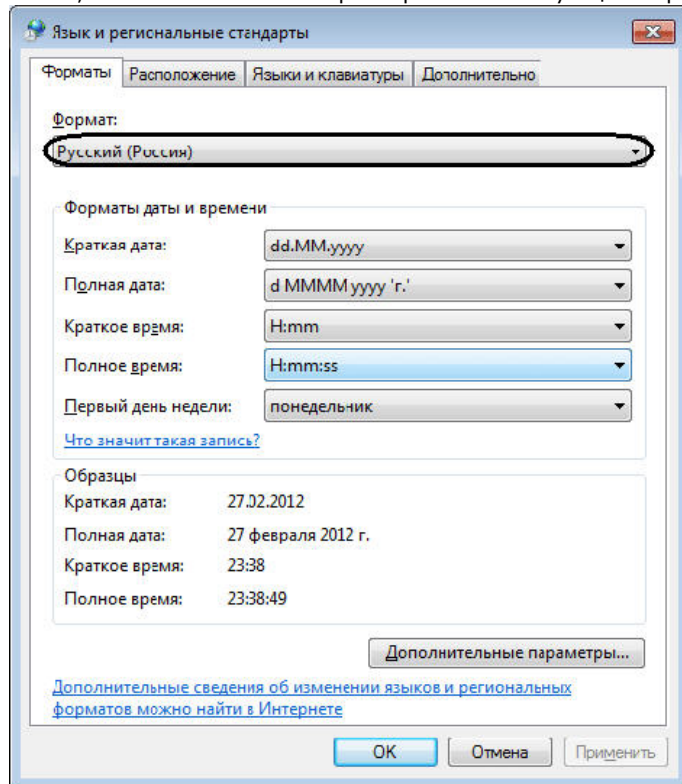 Язык и региональные стандарты
Форматы Расположение Языки и клавиатуры Дополнительно
Формат:
Русский (Россия)
Форматы даты и времени
Краткая дата: dd.MM.yyyy
Полная дата: d MMMM yyyy 'г.'
Краткое время: H:mm
Полное время: H:mm:ss
Первый день недели: понедельник
Что значит такая запись?
Образцы
Краткая дата: 27.02.2012
Полная дата: 27 февраля 2012 г.
Краткое время: 23:38
Полное время: 23:38:49
Дополнительные параметры...
Дополнительные сведения об изменении языков и региональных
форматов можно найти в Интернете
OK Отмена Применить